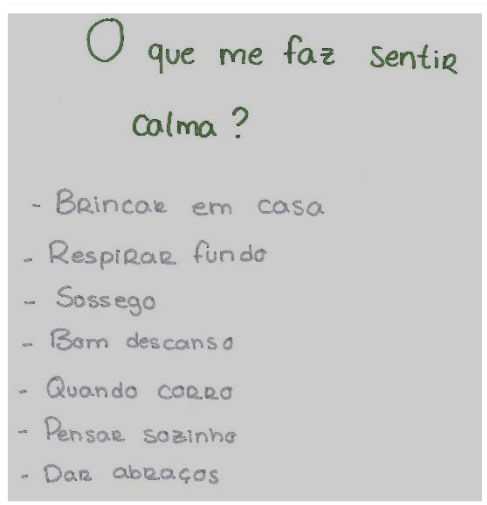 O que me faz sentir
calma?
- Brincar em casa
- Respirar fundo
- Sossego
- Bom descanso
- Quando corro
- Pensar sozinho
- Dar abraços